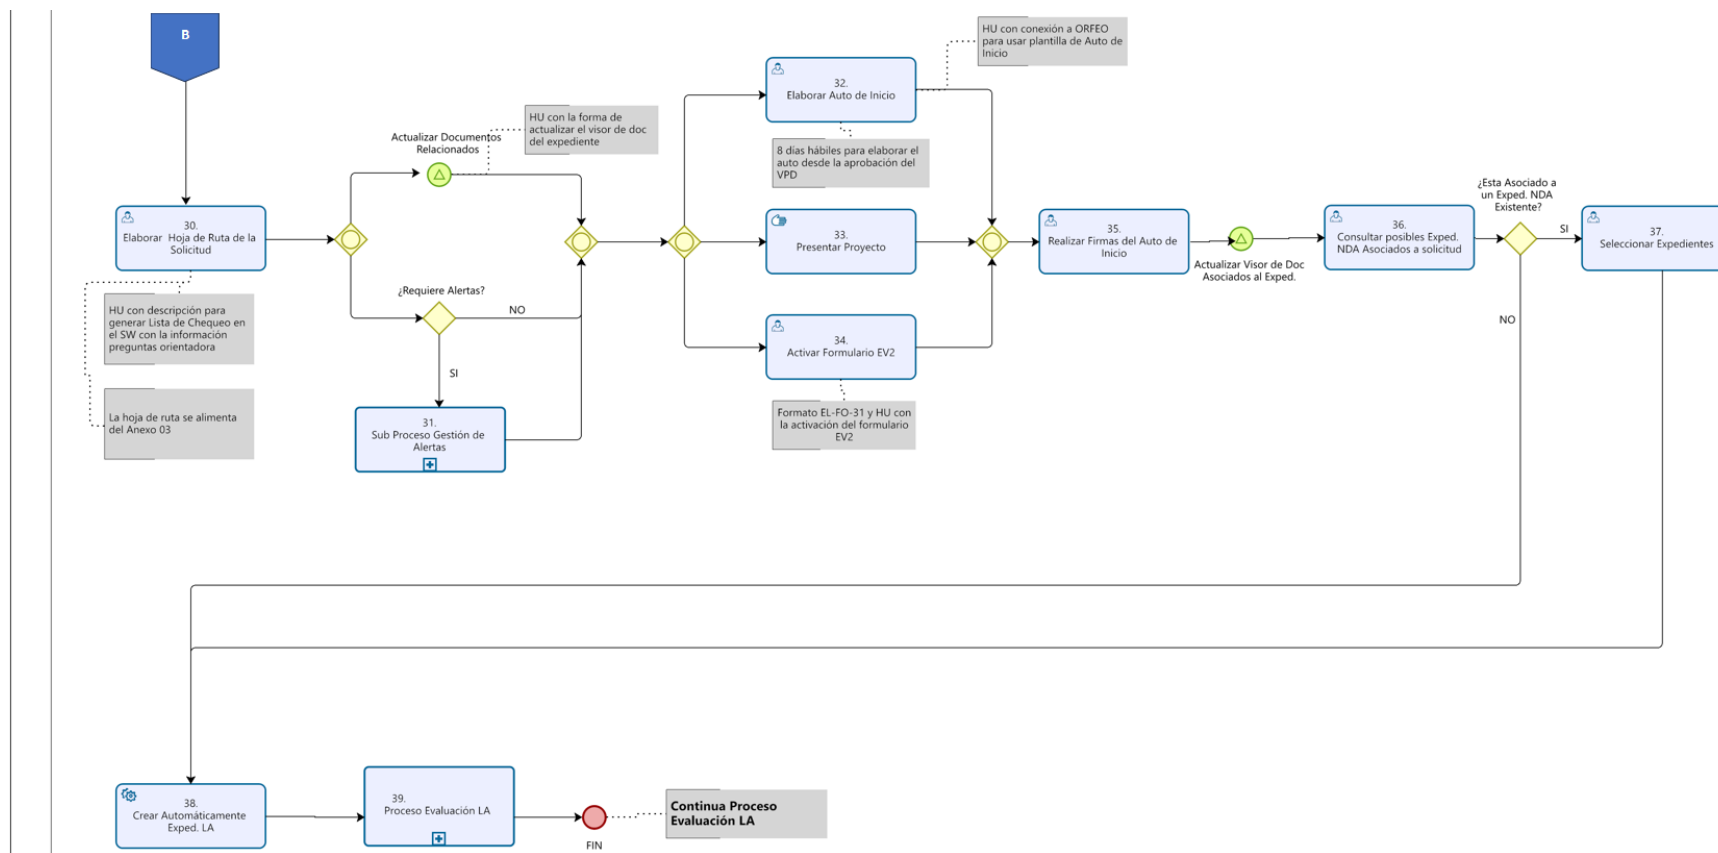 B
HU con conexión a ORFEO
para usar plantilla de Auto de
Inicio
32.
Elaborar Auto de Inicio
HU con la forma de
actualizar el visor de doc
del expediente
Actualizar Documentos
Relacionados
8 días hábiles para elaborar el
auto desde la aprobación del
VPD
¿Esta Asociado a
un Exped. NDA
Existente?
30.
Elaborar  Hoja de Ruta de la
Solicitud
33.
Presentar Proyecto
35.
Realizar Firmas del Auto de
Inicio
Actualizar Visor de Doc
Asociados al Exped.
36.
Consultar posibles Exped.
NDA Asociados a solicitud
SI
37.
Seleccionar Expedientes
¿Requiere Alertas?
NO
NO
HU con descripción para
generar Lista de Chequeo en
el SW con la información
preguntas orientadora
34.
Activar Formulario EV2
SI
La hoja de ruta se alimenta
del Anexo 03
31.
Sub Proceso Gestión de
Alertas
Formato EL-FO-31 y HU con
la activación del formulario
EV2
38.
Crear Automáticamente
Exped. LA
39.
Proceso Evaluación LA
FIN
Continua Proceso
Evaluación LA